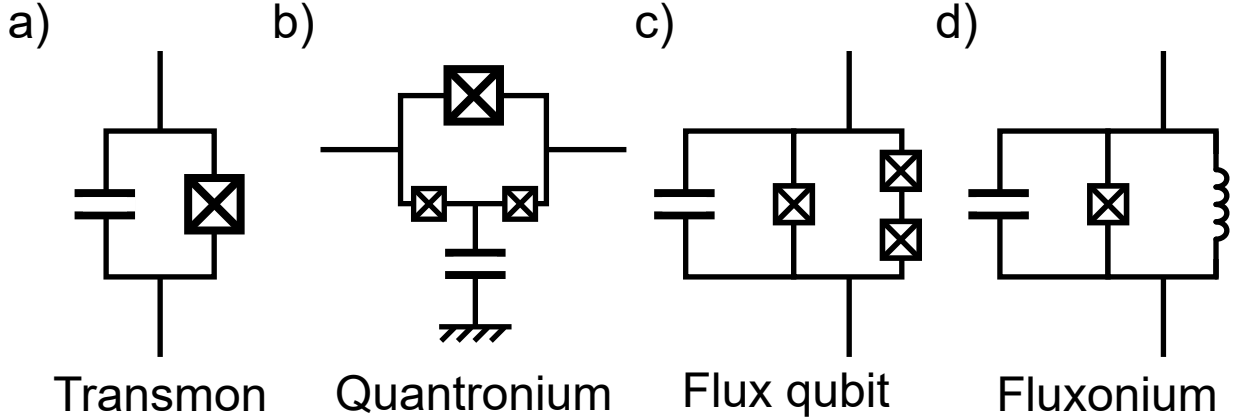 a)
b)
c)
d)
Transmon
Quantronium
Flux qubit
Fluxonium